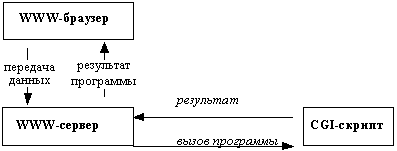 WWW-браузер
передача
данных
результат
программы
результат
WWW-сервер
CGI-скрипт
вызов программы